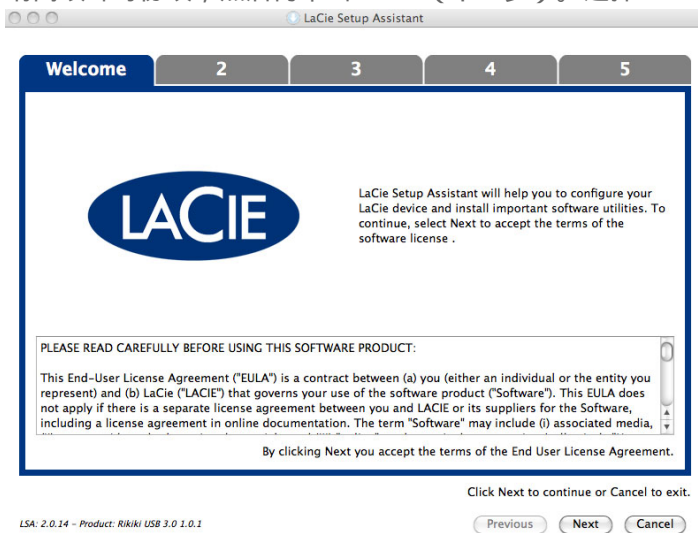 LaCie Setup Assistant
Welcome 2 3 4 5
LACIE
LaCie Setup Assistant will help you to configure your
LaCie device and install important software utilities. To
continue, select Next to accept the terms of the
software license .
PLEASE READ CAREFULLY BEFORE USING THIS SOFTWARE PRODUCT:
This End-User License Agreement ("EULA") is a contract between (a) you (either an individual or the entity you
represent) and (b) LaCie ("LACIE") that governs your use of the software product ("Software"). This EULA does
not apply if there is a separate license agreement between you and LACIE or its suppliers for the Software,
including a license agreement in online documentation. The term "Software" may include (i) associated media,
By clicking Next you accept the terms of the End User License Agreement.
Click Next to continue or Cancel to exit.
LSA: 2.0.14 – Product: Rikiki USB 3.0 1.0.1
Previous Next Cancel